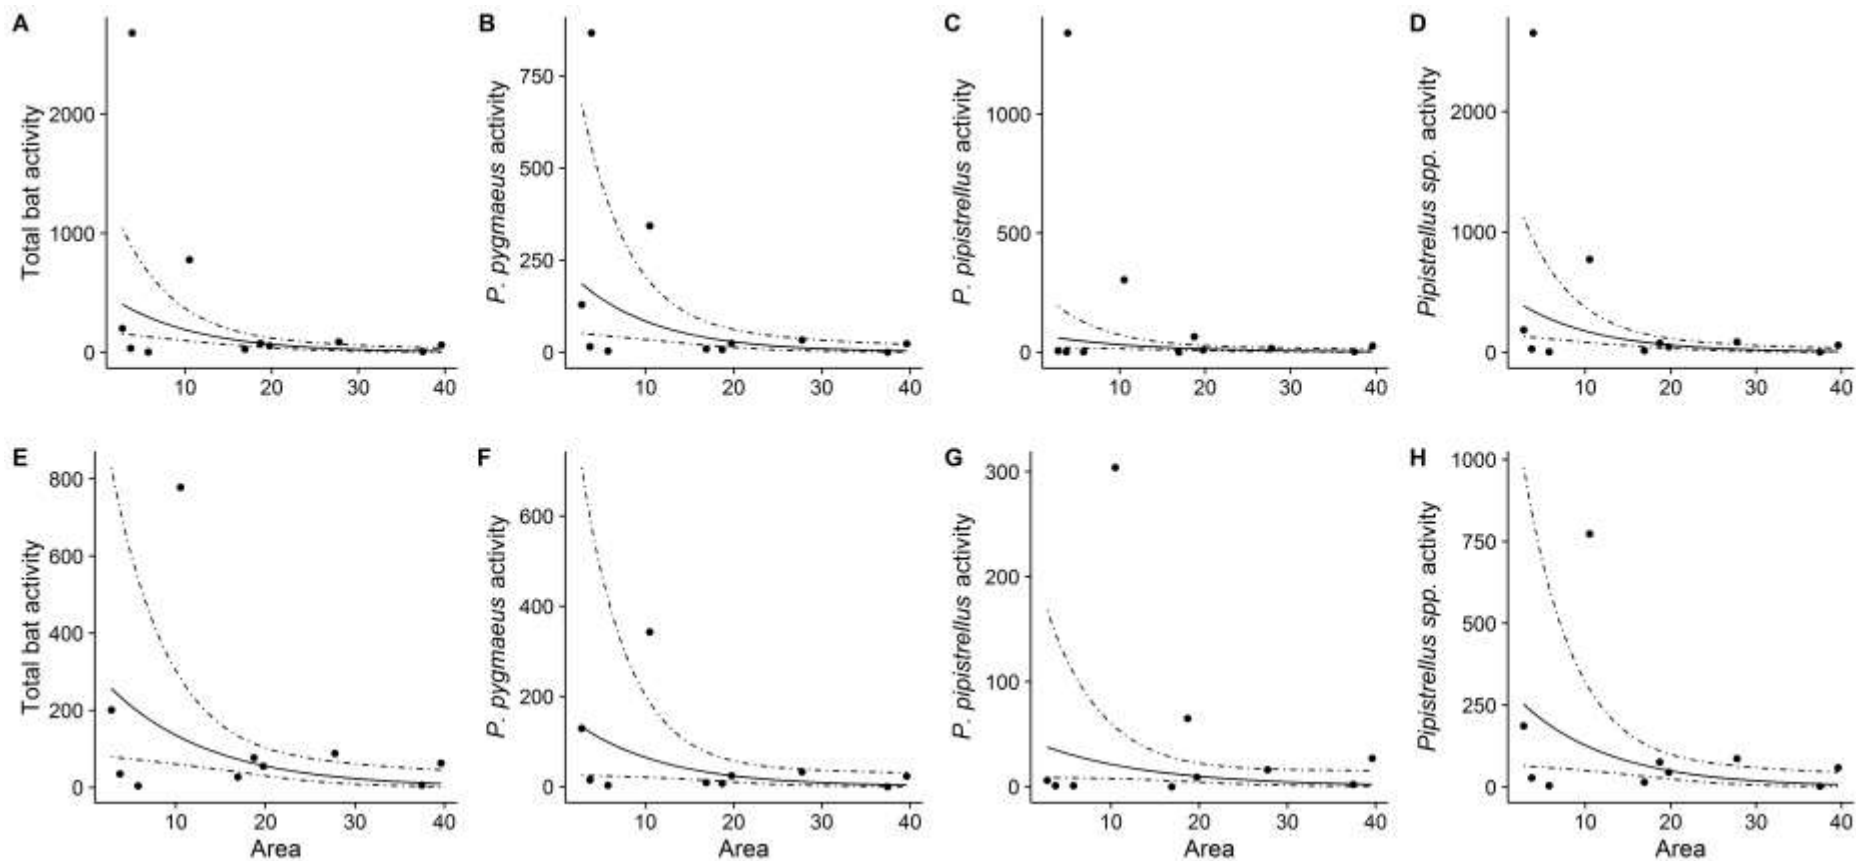 A
Total bat activity
2000
1000
0
10 20 30 40
B
P. pygmaeus activity
750
500
250
0
10 20 30 40
C
P. pipistrellus activity
1000
500
0
10 20 30 40
D
Pipistrellus spp. activity
2000
1000
0
10 20 30 40
E
Total bat activity
800
600
400
200
0
10 20 30 40
Area
F
P. pygmaeus activity
600
400
200
0
10 20 30 40
Area
G
P. pipistrellus activity
300
200
100
0
10 20 30 40
Area
H
Pipistrellus spp. activity
1000
750
500
250
0
10 20 30 40
Area